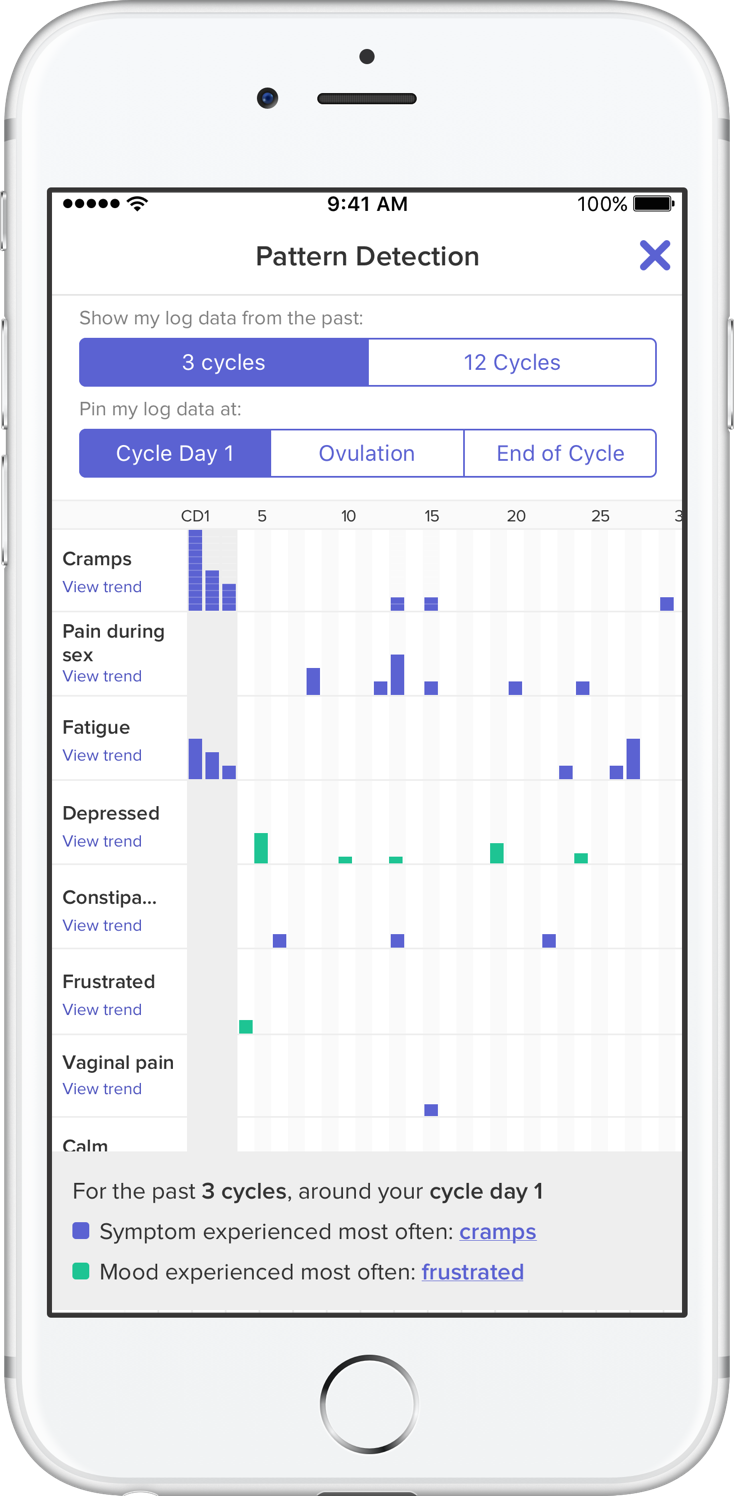 9:41 AM 100%
Pattern Detection
Show my log data from the past:
3 cycles 12 Cycles
Pin my log data at:
Cycle Day 1 Ovulation End of Cycle
CD1 5 10 15 20 25 3
Cramps
View trend
Pain during
sex
View trend
Fatigue
View trend
Depressed
View trend
Constipa...
View trend
Frustrated
View trend
Vaginal pain
View trend
Calm
For the past 3 cycles, around your cycle day 1
Symptom experienced most often: cramps
Mood experienced most often: frustrated